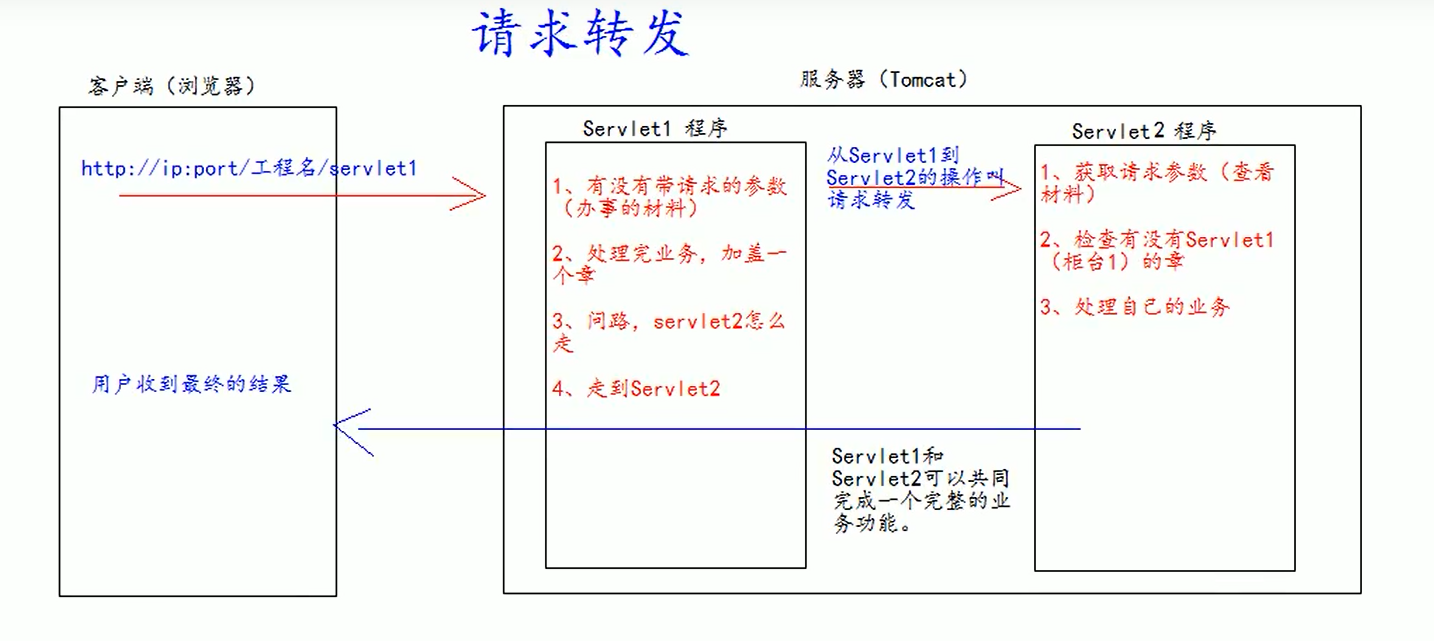 请求转发
客户端（浏览器）
服务器（Tomcat）
http://ip:port/工程名/servlet1
Servlet1 程序
1、有没有带请求的参数
（办事的材料）
2、处理完业务，加盖一
个章
3、问路，servlet2怎么
走
4、走到Servlet2
从Servlet1到
Servlet2的操作叫
请求转发
Servlet2 程序
1、获取请求参数（查看
材料）
2、检查有没有Servlet1
（柜台1）的章
3、处理自己的业务
用户收到最终的结果
Servlet1和
Servlet2可以共同
完成一个完整的业
务功能。